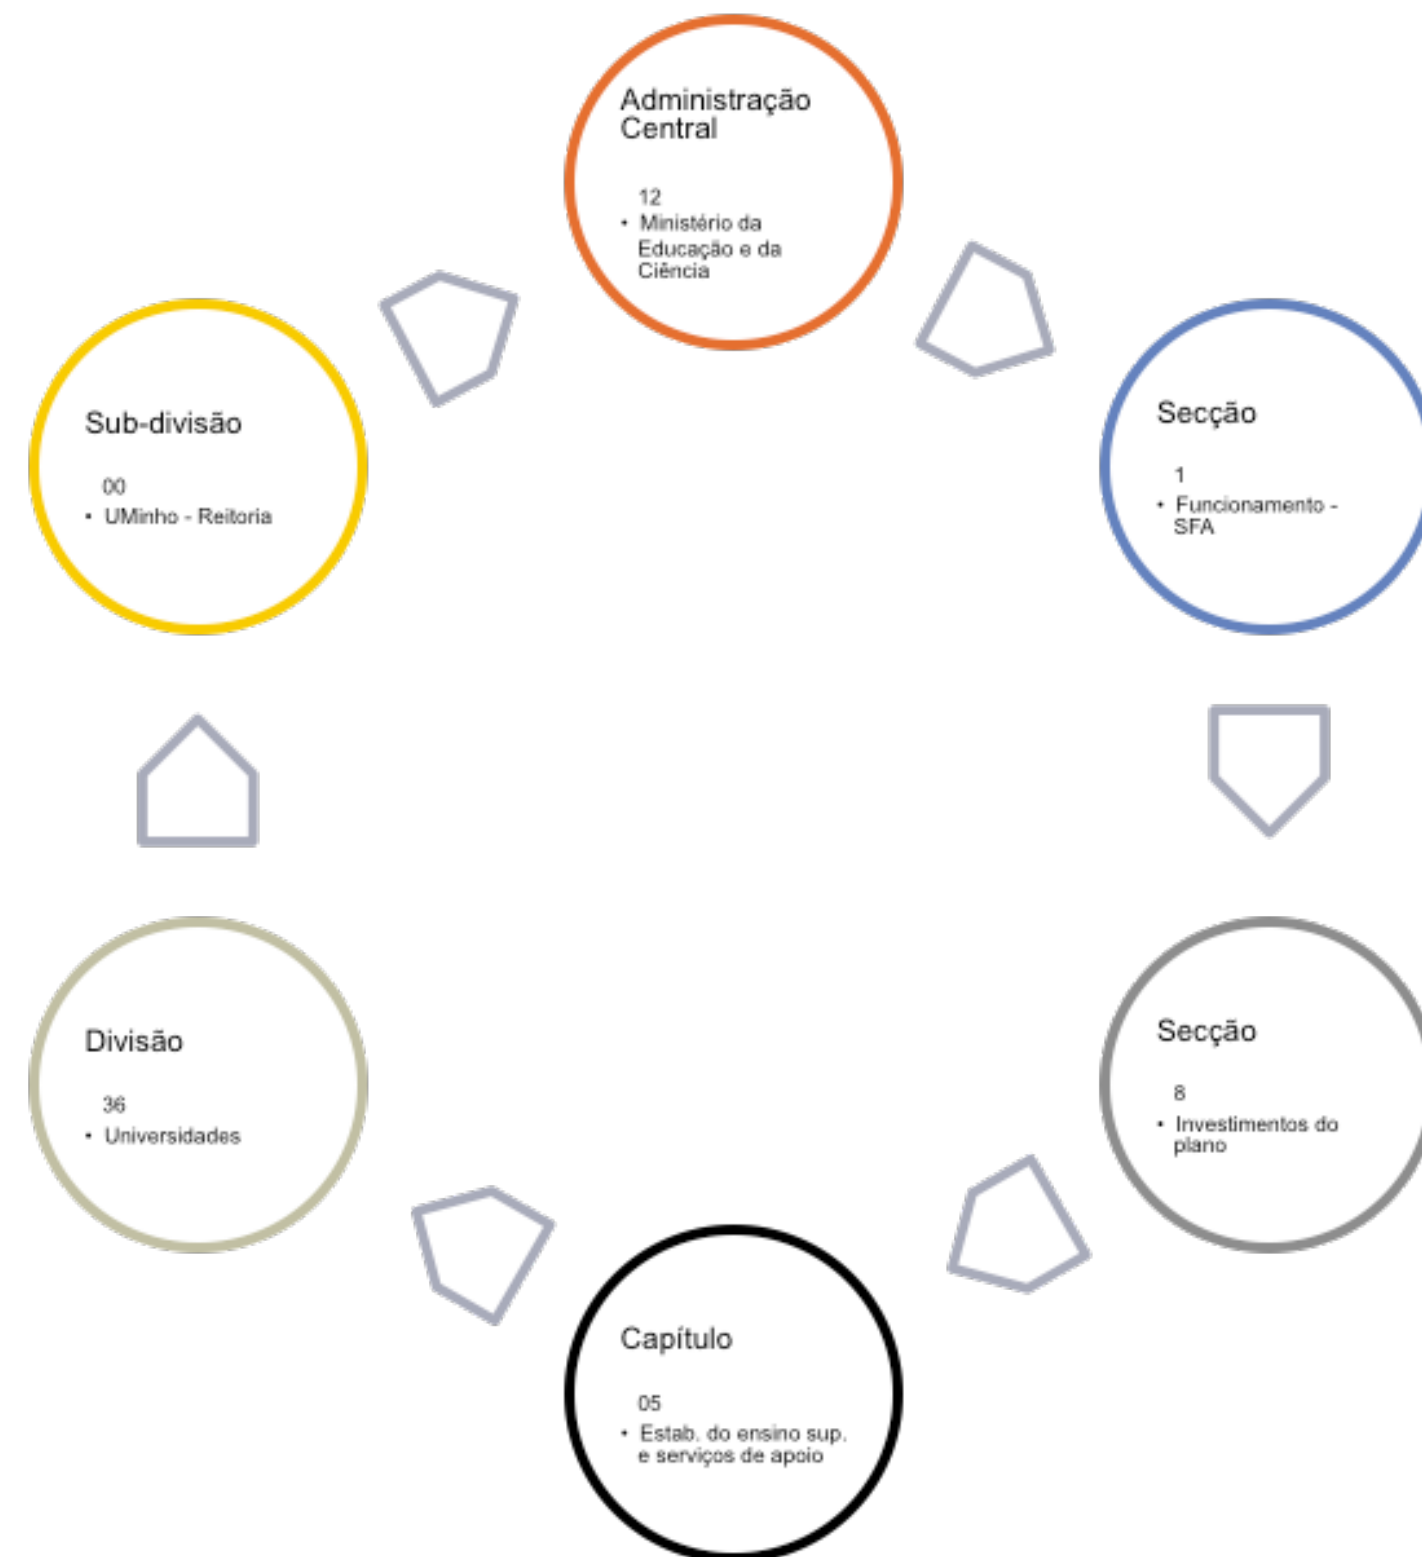 Administração
Central
12
• Ministério da
Educação e da
Ciência
Secção
1
• Funcionamento -
SFA
Secção
8
• Investimentos do
plano
Capítulo
05
• Estab. do ensino sup.
e serviços de apoio
Divisão
36
• Universidades
Sub-divisão
00
• UMinho - Reitoria